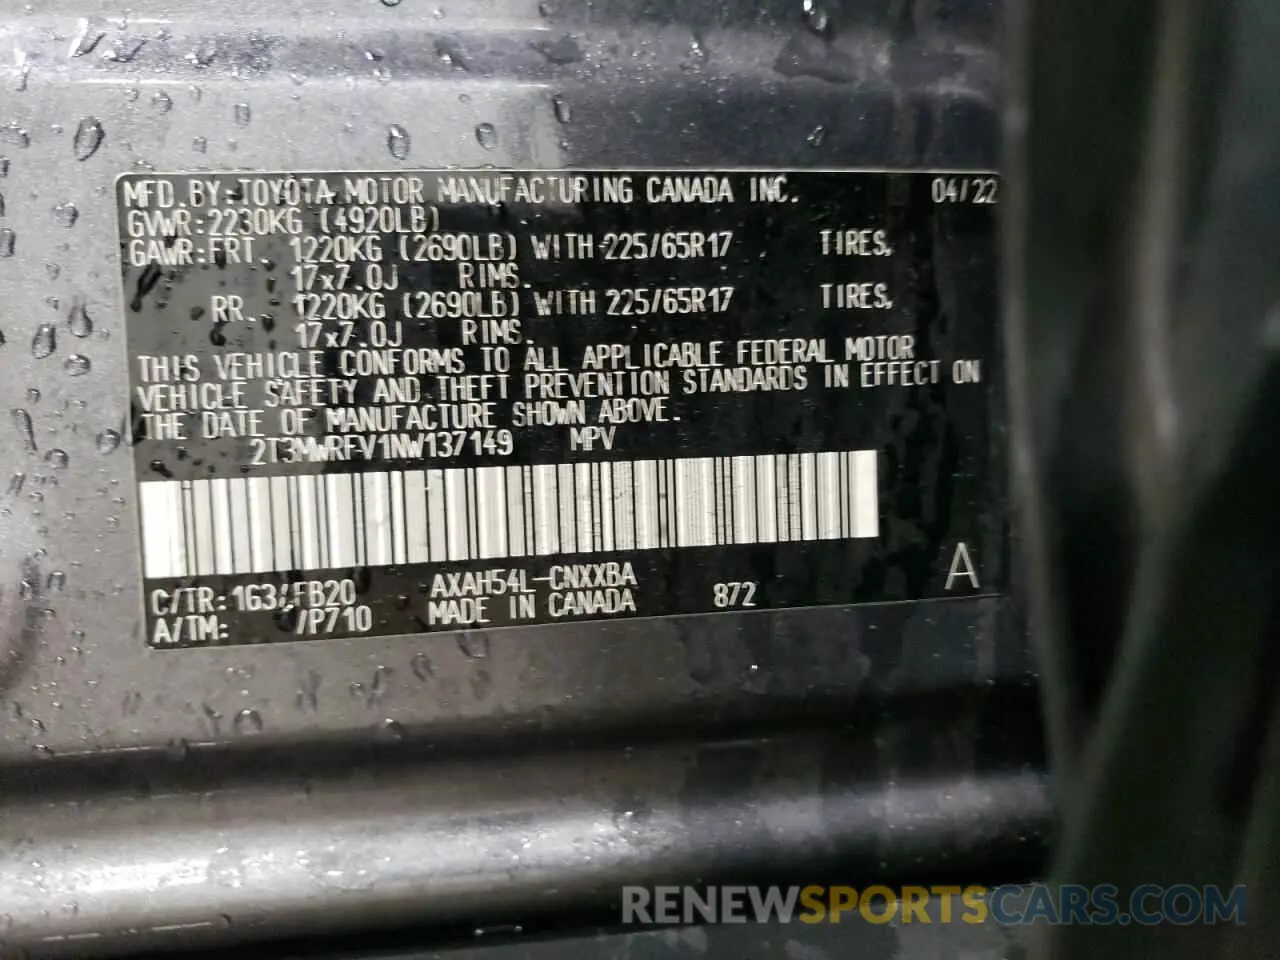 MFD.BY:TOYOTA MOTOR MANUFACTURING CANADA INC. 04/22
GVWR:2230KG (4920LB)
GAWR:FRT. 1220KG (2690LB) WITH 225/65R17 TIRES,
17x7.0J RIMS.
RR. 1220KG (2690LB) WITH 225/65R17 TIRES,
17x7.0J RIMS.
THIS VEHICLE CONFORMS TO ALL APPLICABLE FEDERAL MOTOR
VEHICLE SAFETY AND THEFT PREVENTION STANDARDS IN EFFECT ON
THE DATE OF MANUFACTURE SHOWN ABOVE.
2T3MWRFV1NW137149 MPV
C/TR: FB20 AXAH54L-CNXXBA 872 A
A/TM: /P710 MADE IN CANADA
RENEWSPORTSCARS.COM